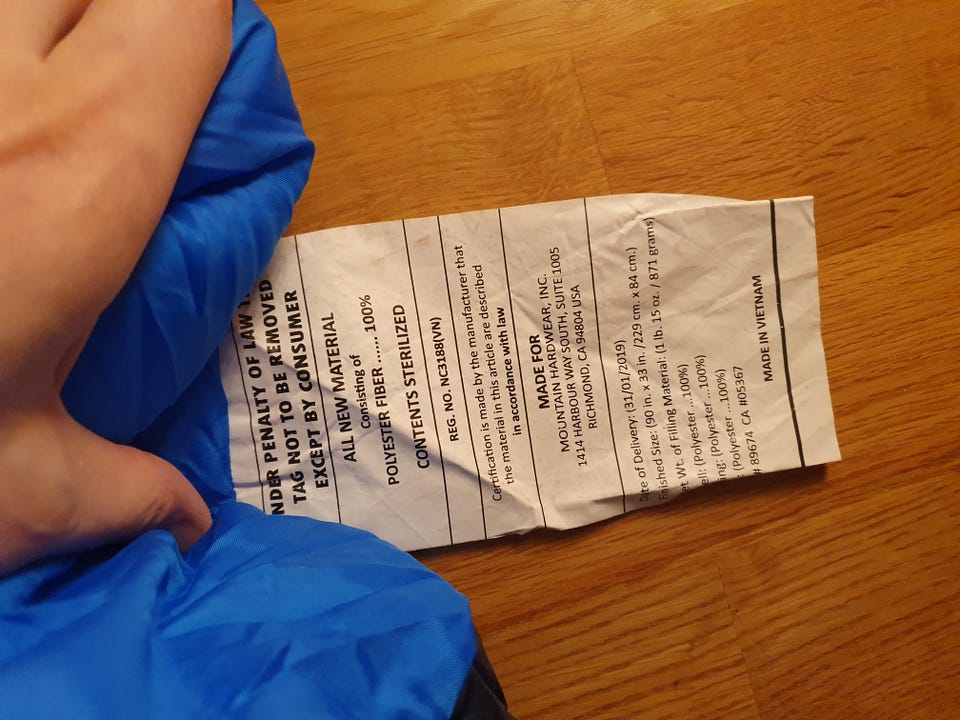 NDER PENALTY OF LAW
TAG NOT TO BE REMOVED
EXCEPT BY CONSUMER
ALL NEW MATERIAL
Consisting of
POLYESTER FIBER...... 100%
CONTENTS STERILIZED
REG. NO. NC3188(VN)
Certification is made by the manufacturer that
the material in this article are described
in accordance with law
MADE FOR
MOUNTAIN HARDWEAR, INC.
1414 HARBOUR WAY SOUTH, SUITE 1005
RICHMOND, CA 94804 USA
Date of Delivery: (31/01/2019)
Finished Size: (90 in. x 33 in. /229 cm. x 84 cm.)
et Wt. of Filling Material: (1 lb. 15 oz. / 871 grams)
ell: (Polyester ...100%)
ing: (Polyester ...100%)
: (Polyester ...100%)
# 89674 CA #05367
MADE IN VIETNAM